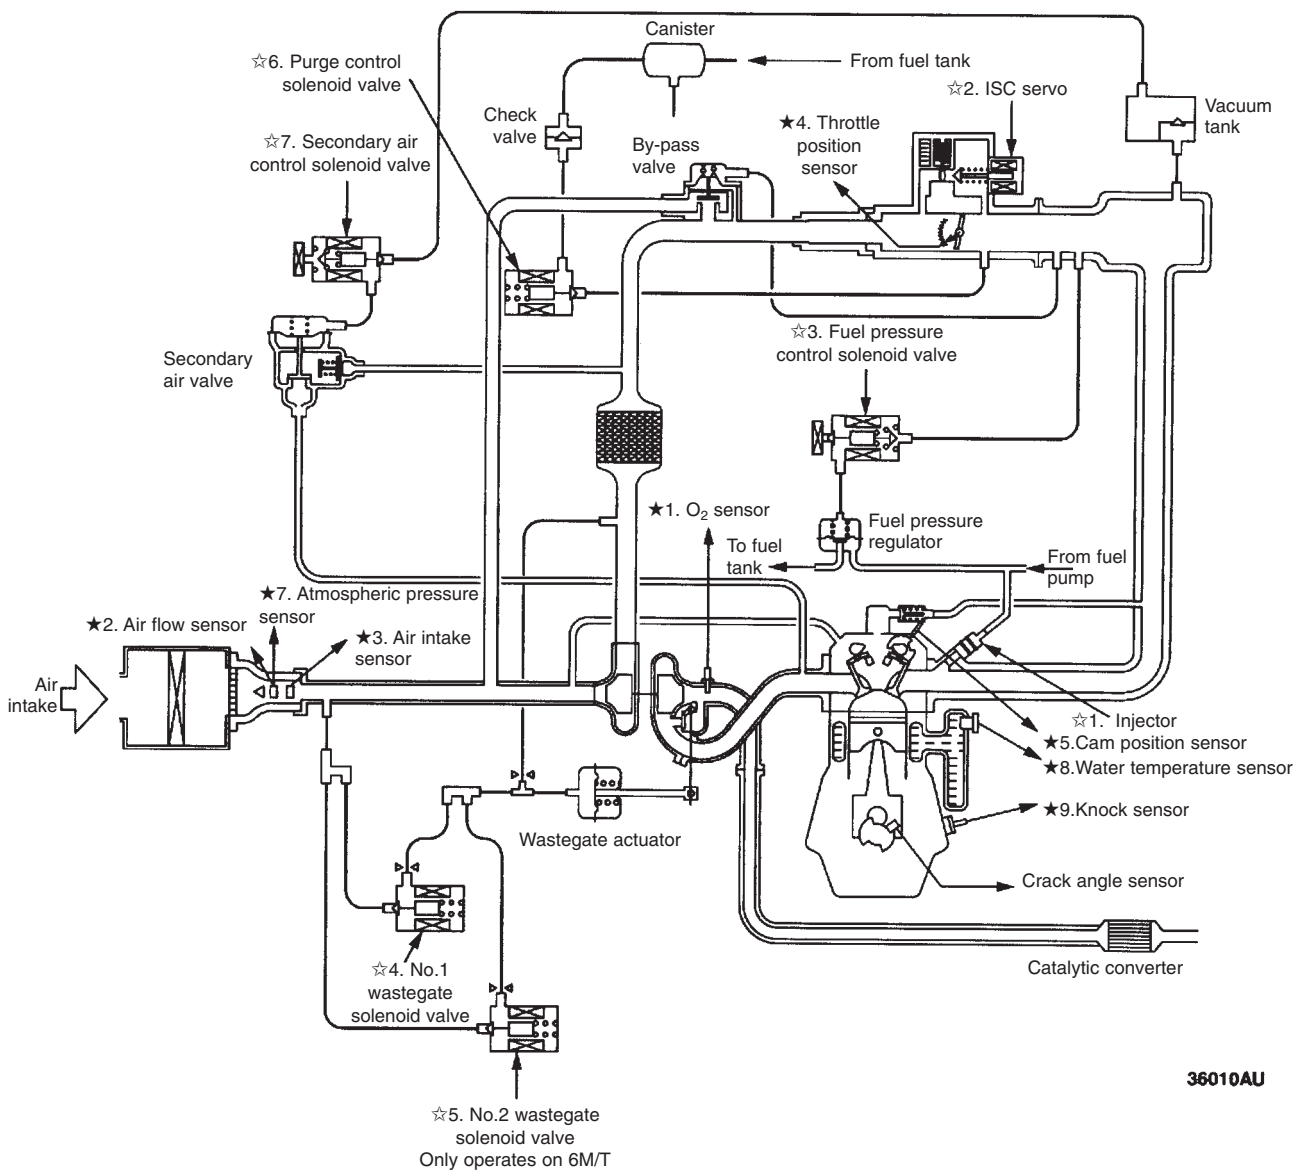 Canister
☆6. Purge control
solenoid valve
From fuel tank
☆2. ISC servo
Vacuum
tank
Check
valve
★4. Throttle
position
sensor
By-pass
valve
☆7. Secondary air
control solenoid valve
☆3. Fuel pressure
control solenoid valve
Secondary
air valve
★1. O₂ sensor
Fuel pressure
regulator
To fuel
tank
From fuel
pump
★7. Atmospheric pressure
sensor
★2. Air flow sensor
★3. Air intake
sensor
Air
intake
☆1. Injector
★5.Cam position sensor
★8.Water temperature sensor
★9.Knock sensor
Wastegate actuator
Crack angle sensor
☆4. No.1
wastegate
solenoid valve
Catalytic converter
☆5. No.2 wastegate
solenoid valve
Only operates on 6M/T
36010AU